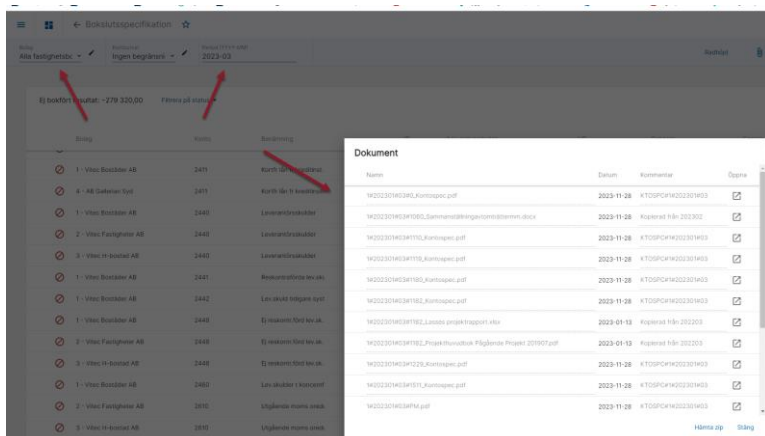 Bokslutsspecifikation
Bolag
Alla fastighetsbc
Ingen begränsni
Period (YYYY-MM)
2023-03
Ej bokfört resultat: -279 320,00
Filtrera på status
Bolag
Konto
Benämning
1 - Vitec Bostäder AB
2411
4 - AB Gallerian Syd
2411
1 - Vitec Bostäder AB
2440
Leverantörsskulder
2 - Vitec Fastigheter AB
2440
Leverantörsskulder
3 - Vitec H-bostad AB
2440
Leverantörsskulder
1 - Vitec Bostäder AB
2441
1 - Vitec Bostäder AB
2442
1 - Vitec Bostäder AB
2448
2 - Vitec Fastigheter AB
2448
3 - Vitec H-bostad AB
2448
1 - Vitec Bostäder AB
2460
2 - Vitec Fastigheter AB
2610
3 - Vitec H-bostad AB
2610
Dokument
Namn
Datum
Kommentar
Öppna
1#202301#03#0_Kontospec.pdf
2023-11-28
KTOSPC#1#202301#03
2023-11-28
Kopierad från 202302
1#202301#03#1110_Kontospec.pdf
2023-11-28
KTOSPC#1#202301#03
1#202301#03#1119_Kontospec.pdf
2023-11-28
KTOSPC#1#202301#03
1#202301#03#1180_Kontospec.pdf
2023-11-28
KTOSPC#1#202301#03
1#202301#03#1182_Kontospec.pdf
2023-11-28
KTOSPC#1#202301#03
1#202301#03#1182_Lasses projektrapport.xlsx
2023-01-13
Kopierad från 202203
2023-01-13
Kopierad från 202203
1#202301#03#1229_Kontospec.pdf
2023-11-28
KTOSPC#1#202301#03
1#202301#03#1511_Kontospec.pdf
2023-11-28
KTOSPC#1#202301#03
1#202301#03#PM.pdf
2023-11-28
KTOSPC#1#202301#03
Hämta zip
Stäng